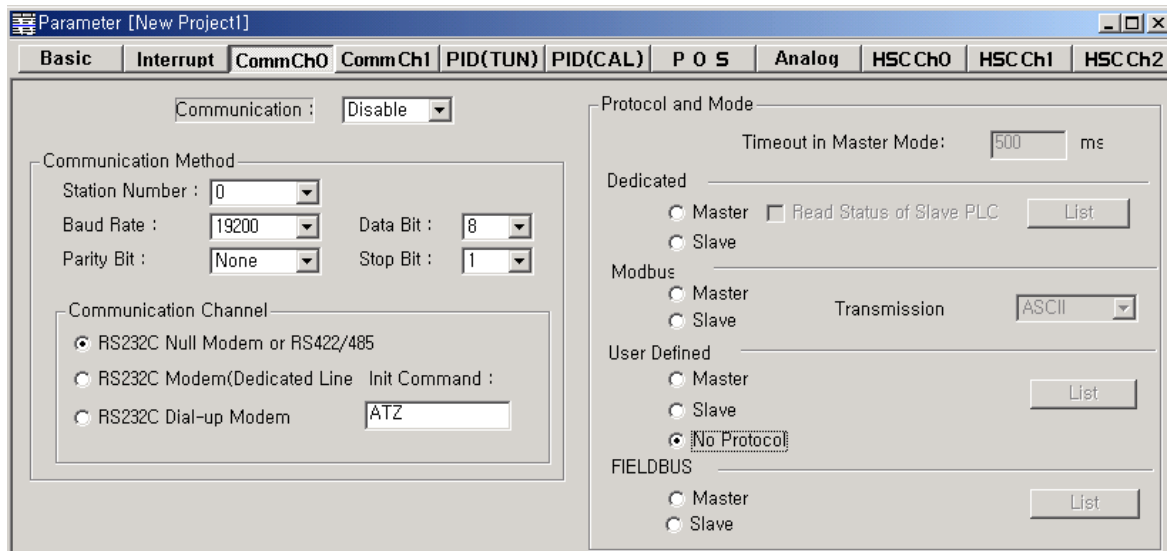 Parameter [New Project1]
Basic Interrupt CommCh0 CommCh1 PID(TUN) PID(CAL) P O S Analog HSCCh0 HSCCh1 HSCCh2
Communication : Disable
Communication Method
Station Number : 0
Baud Rate : 19200 Data Bit : 8
Parity Bit : None Stop Bit : 1
Communication Channel
RS232C Null Modem or RS422/485
RS232C Modem(Dedicated Line Init Command :
RS232C Dial-up Modem ATZ
Protocol and Mode
Timeout in Master Mode: 500 ms
Dedicated
Master Read Status of Slave PLC List
Slave
Modbus
Master Transmission ASCII
Slave
User Defined
Master List
Slave
No Protocol
FIELDBUS
Master List
Slave